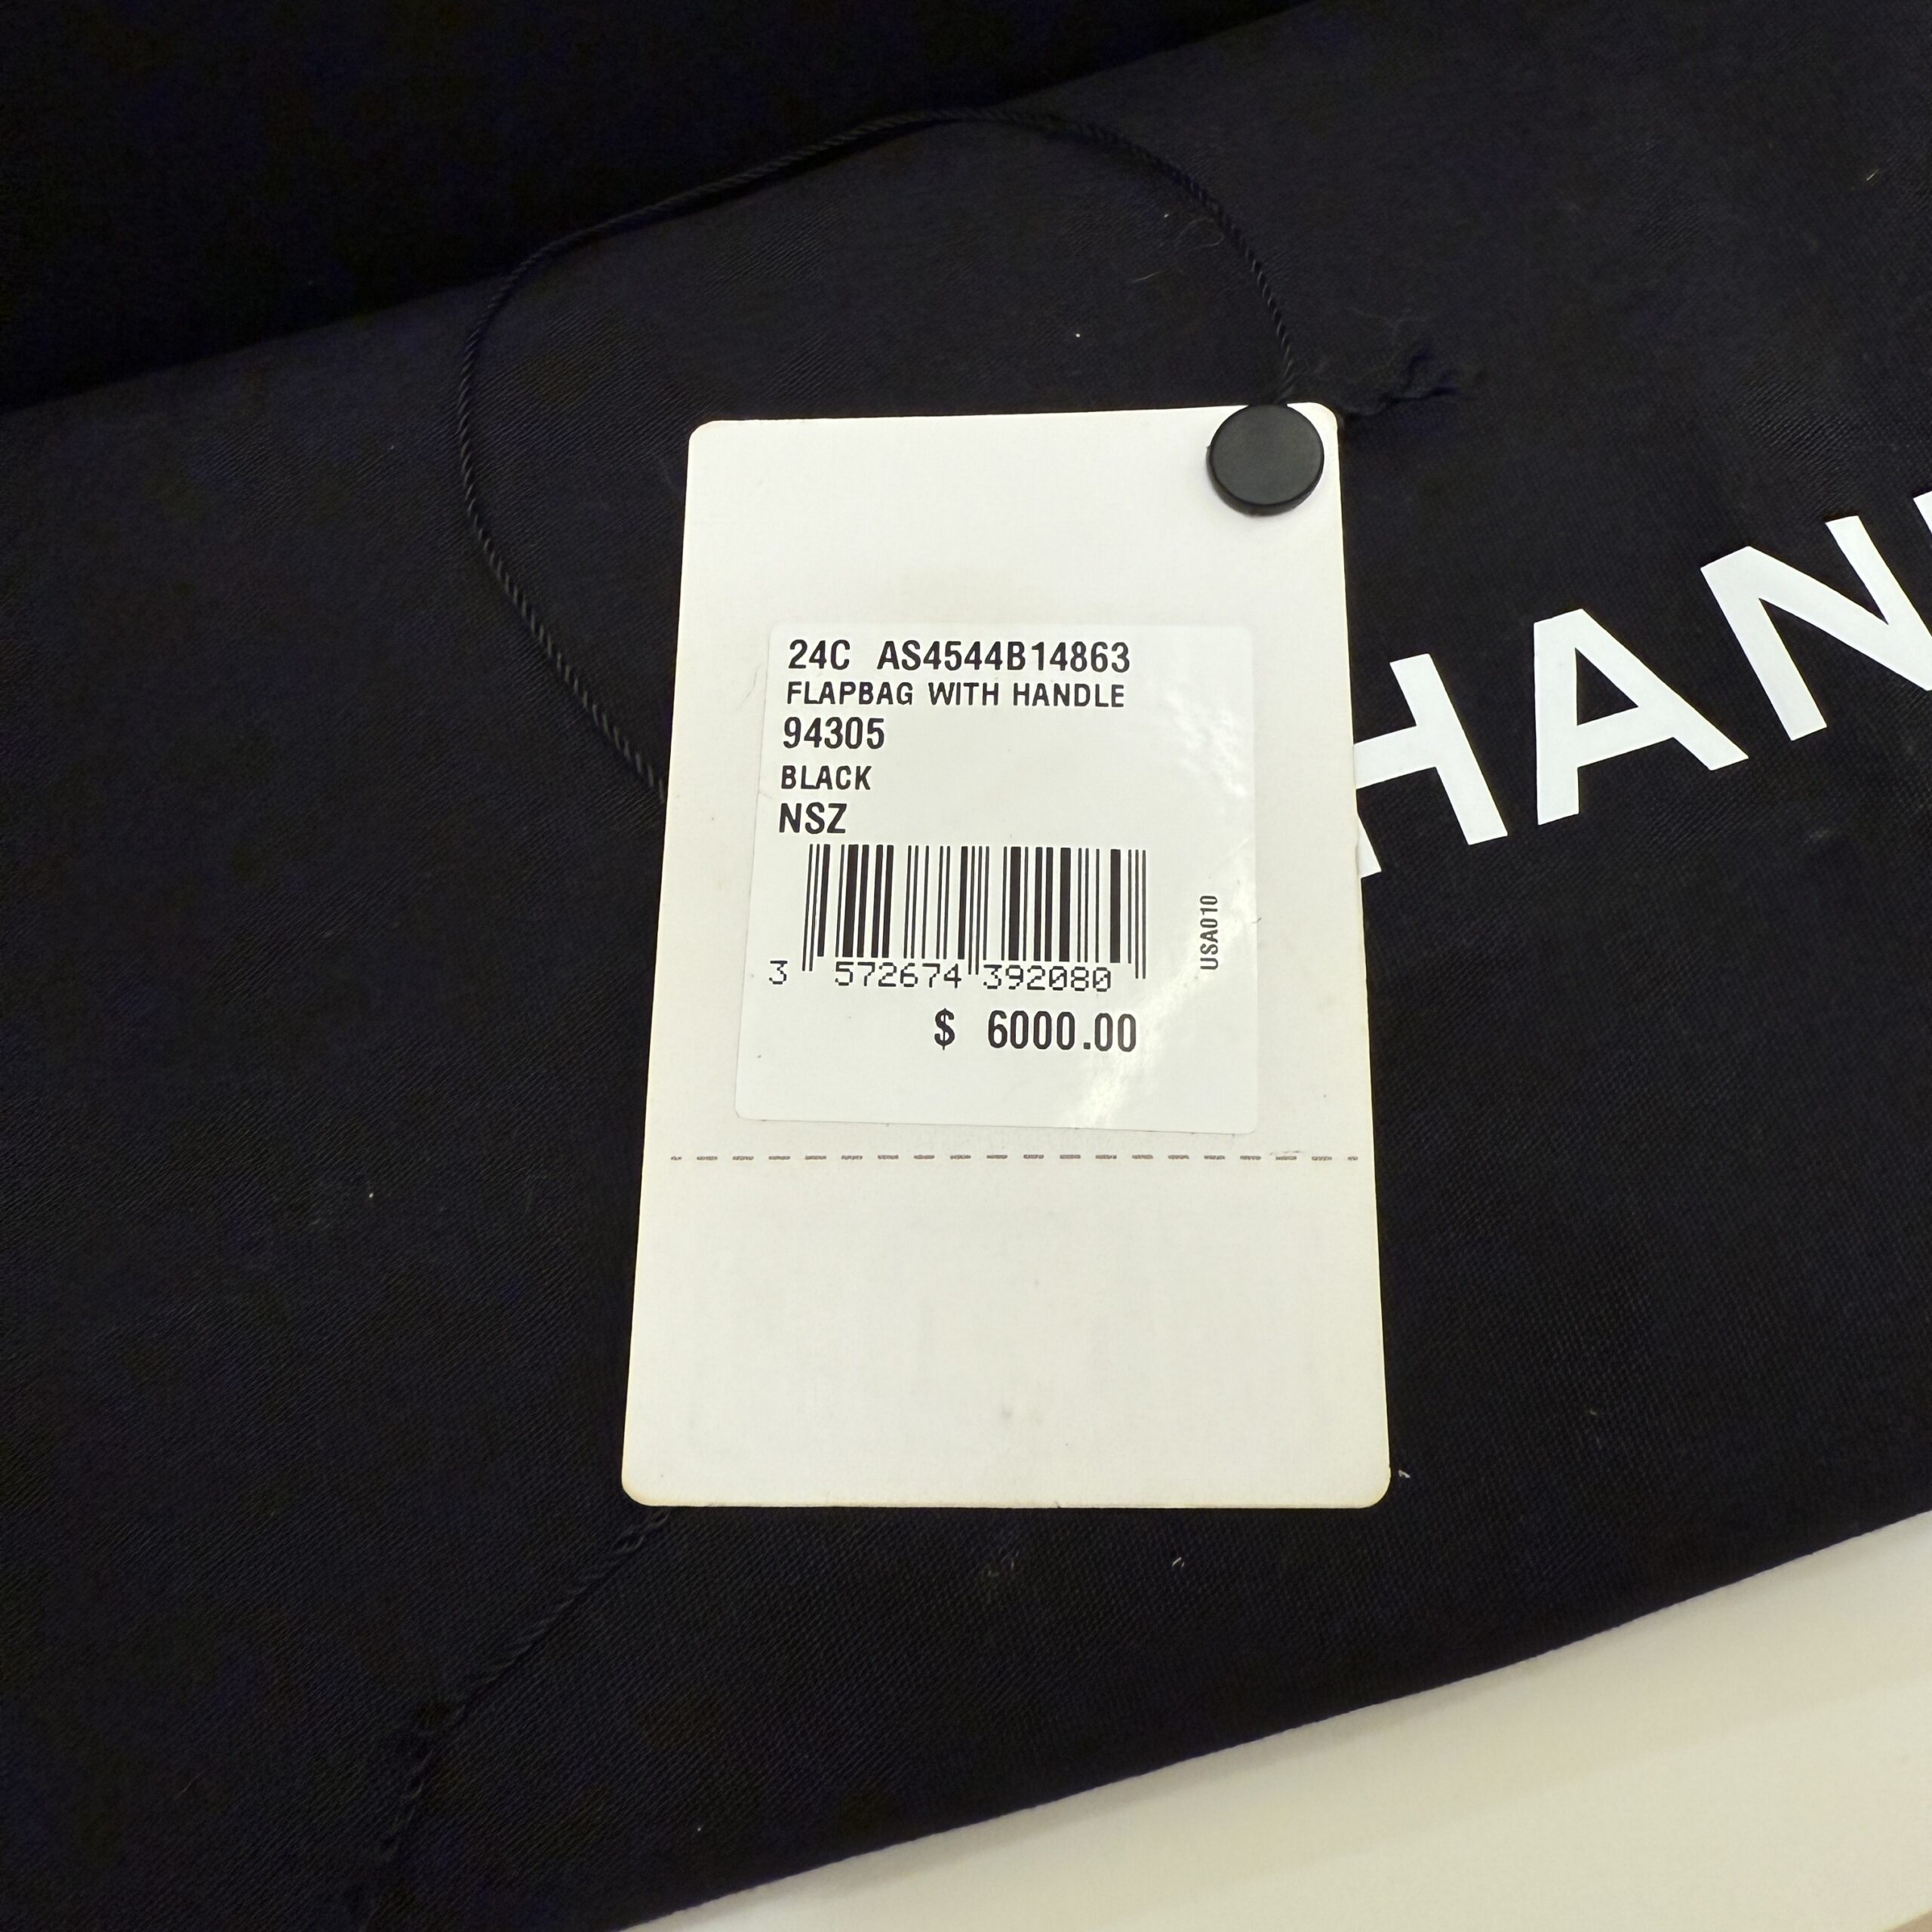 24C AS4544B14863
FLAPBAG WITH HANDLE
94305
BLACK
NSZ
3 572674 392080
USA010
$ 6000.00
HAN